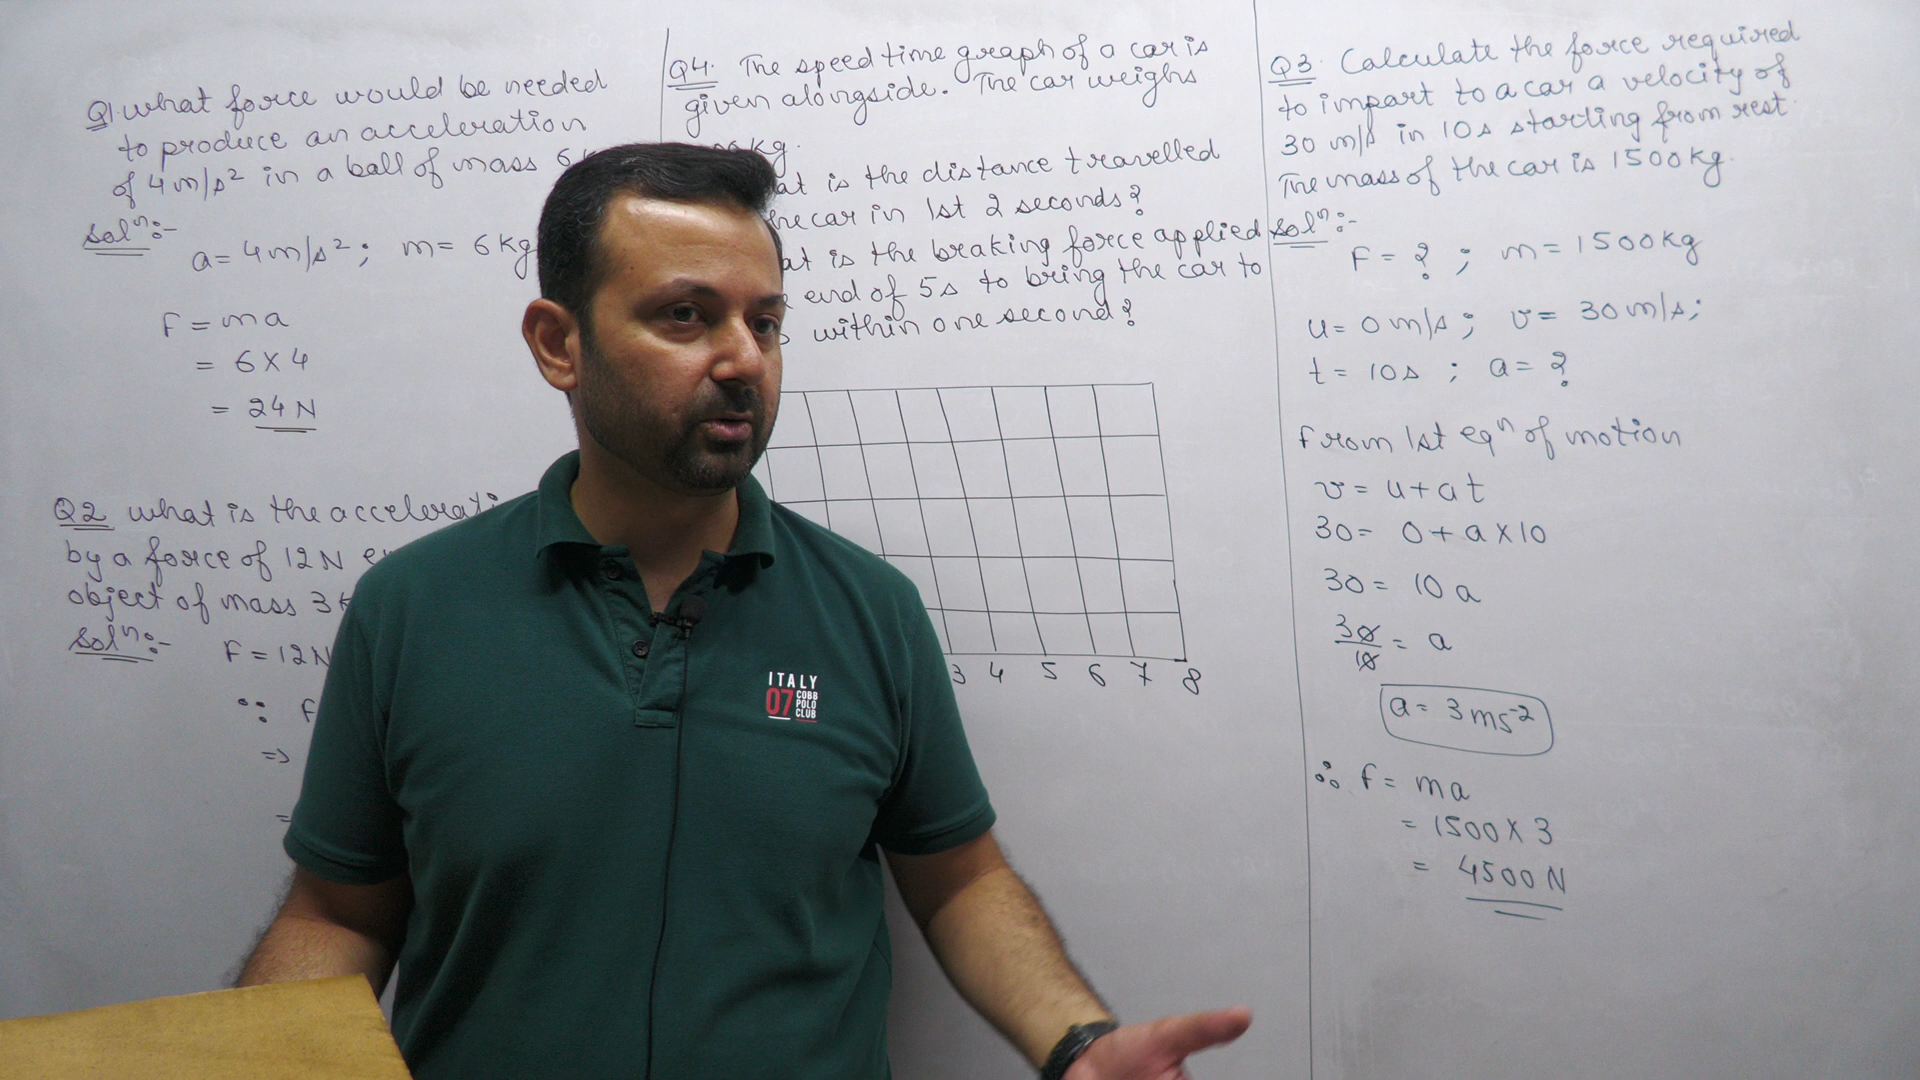 Q1. What force would be needed
to produce an acceleration
of 4 m/s² in a ball of mass 6
Solⁿ:-
a = 4 m/s² ; m = 6 kg
F = ma
= 6 × 4
= 24 N
Q2 What is the
by a force of 12 N
object of mass 3
Solⁿ:-
F = 12 N
∵ F
=>
=
Q4. The speed time graph of a car is
given alongside. The car weighs
kg.
is the distance travelled
car in 1st 2 seconds?
is the braking force applied
end of 5s to bring the car to
within one second?
3 4 5 6 7 8
Q3. Calculate the force required
to impart to a car a velocity of
30 m/s in 10s starting from rest.
The mass of the car is 1500 kg.
Solⁿ:-
F = ? ; m = 1500 kg
u = 0 m/s ; v = 30 m/s;
t = 10s ; a = ?
From 1st eqⁿ of motion
v = u + at
30 = 0 + a × 10
30 = 10 a
30/10 = a
a = 3 ms⁻²
∴ F = ma
= 1500 × 3
= 4500 N
ITALY
07 COBB
POLO
CLUB